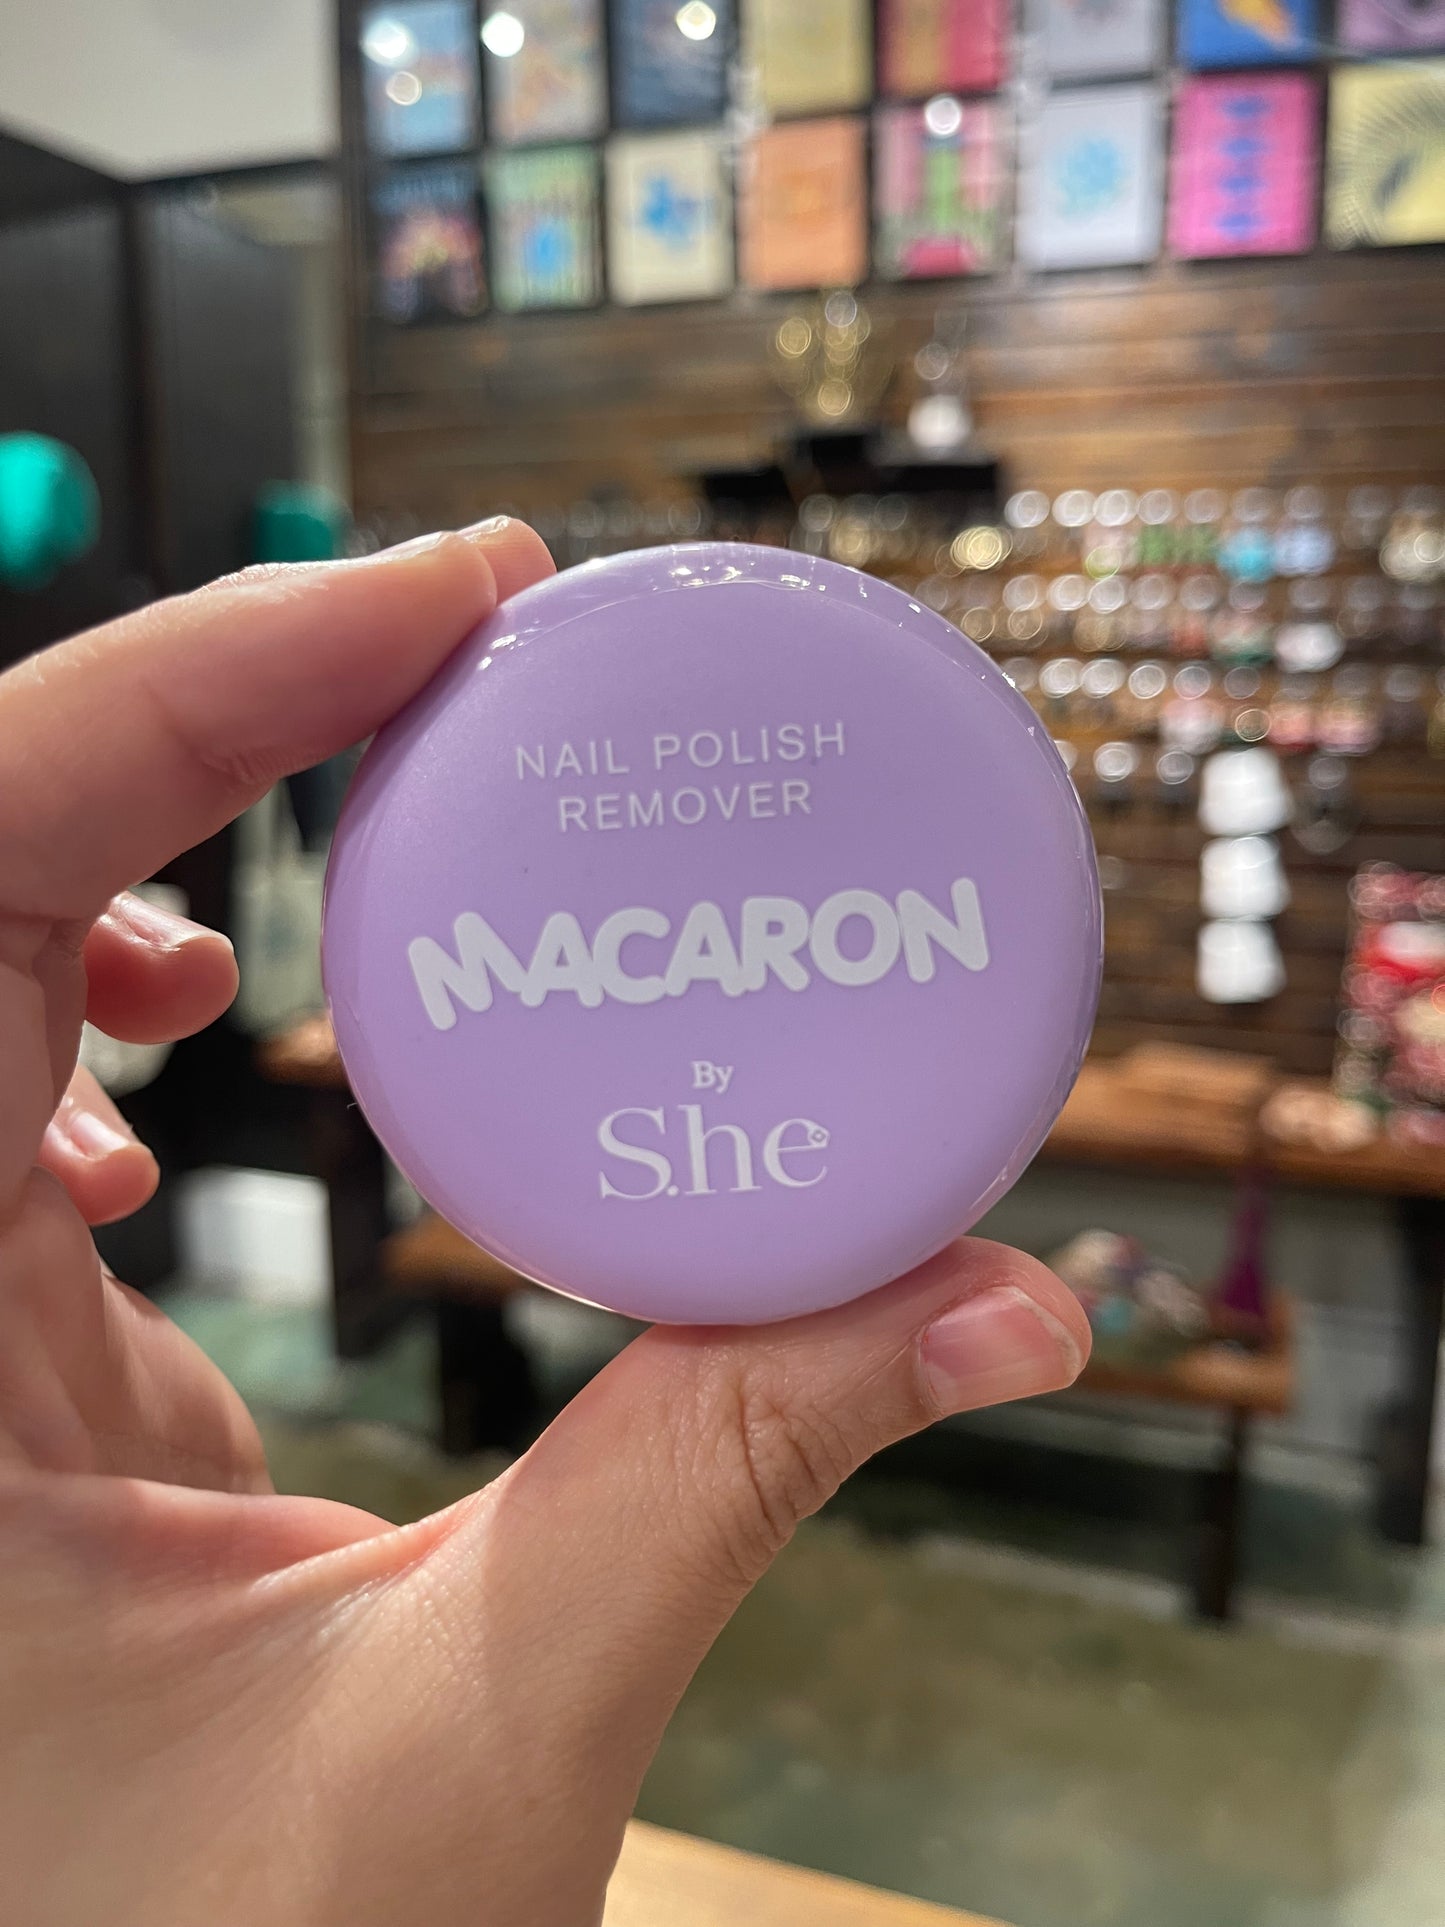 NAIL POLISH
REMOVER
MACARON
By
S.he